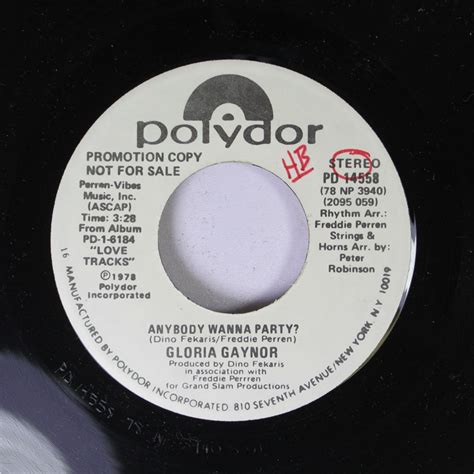 polydor
PROMOTION COPY
NOT FOR SALE
HB
STEREO
PD 14558
(78 NP 3940)
(2095 059)
Rhythm Arr.:
Freddie Perren
Strings &
Horns Arr. by:
Peter
Robinson
Perren-Vibes
Music, Inc.
(ASCAP)
Time: 3:28
From Album
PD-1-6184
"LOVE
TRACKS"
Ⓟ 1978
Polydor
Incorporated
16
ANYBODY WANNA PARTY?
(Dino Fekaris/Freddie Perren)
GLORIA GAYNOR
Produced by Dino Fekaris
in association with
Freddie Perrren
for Grand Slam Productions
MANUFACTURED BY POLYDOR INCORPORATED 810 SEVENTH AVENUE/NEW YORK, NY 10019